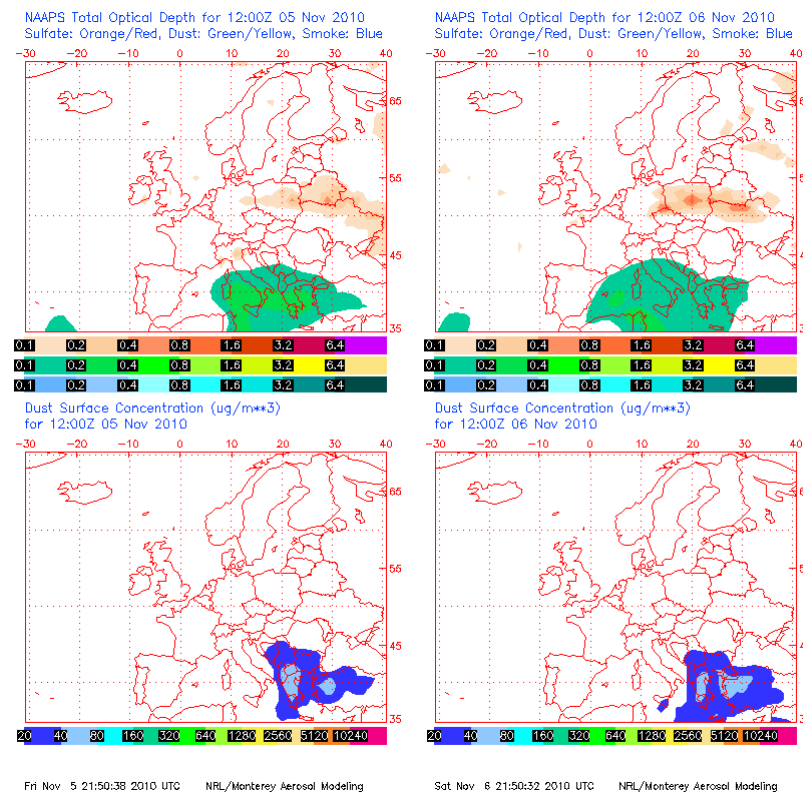 NAAPS Total Optical Depth for 12:00Z 05 Nov 2010
Sulfate: Orange/Red, Dust: Green/Yellow, Smoke: Blue
-30 -20 -10 0 10 20 30 40
65
55
45
35
0.1 0.2 0.4 0.8 1.6 3.2 6.4
0.1 0.2 0.4 0.8 1.6 3.2 6.4
0.1 0.2 0.4 0.8 1.6 3.2 6.4
NAAPS Total Optical Depth for 12:00Z 06 Nov 2010
Sulfate: Orange/Red, Dust: Green/Yellow, Smoke: Blue
-30 -20 -10 0 10 20 30 40
6
5
4
3
0.1 0.2 0.4 0.8 1.6 3.2 6.4
0.1 0.2 0.4 0.8 1.6 3.2 6.4
0.1 0.2 0.4 0.8 1.6 3.2 6.4
Dust Surface Concentration (ug/m**3)
for 12:00Z 05 Nov 2010
-30 -20 -10 0 10 20 30 40
65
55
45
35
20 40 80 160 320 640 1280 2560 5120 10240
Fri Nov 5 21:50:38 2010 UTC NRL/Monterey Aerosol Modeling
Dust Surface Concentration (ug/m**3)
for 12:00Z 06 Nov 2010
-30 -20 -10 0 10 20 30 40
6
5
4
3
20 40 80 160 320 640 1280 2560 5120 10240
Sat Nov 6 21:50:32 2010 UTC NRL/Monterey Aerosol Modeling